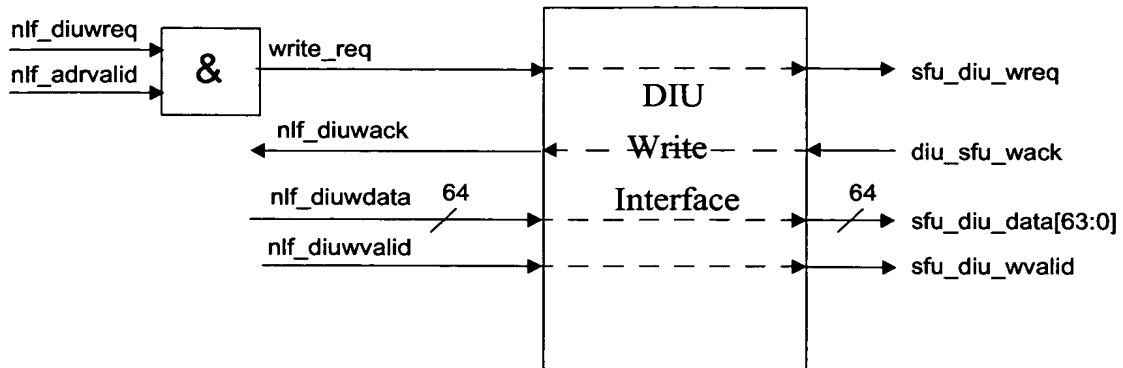 nlf_diuwreq
nlf_adrvalid
&
write_req
sfu_diu_wreq
DIU
nlf_diuwack
Write
diu_sfu_wack
nlf_diuwdata
64
Interface
64
sfu_diu_data[63:0]
nlf_diuwvalid
sfu_diu_wvalid